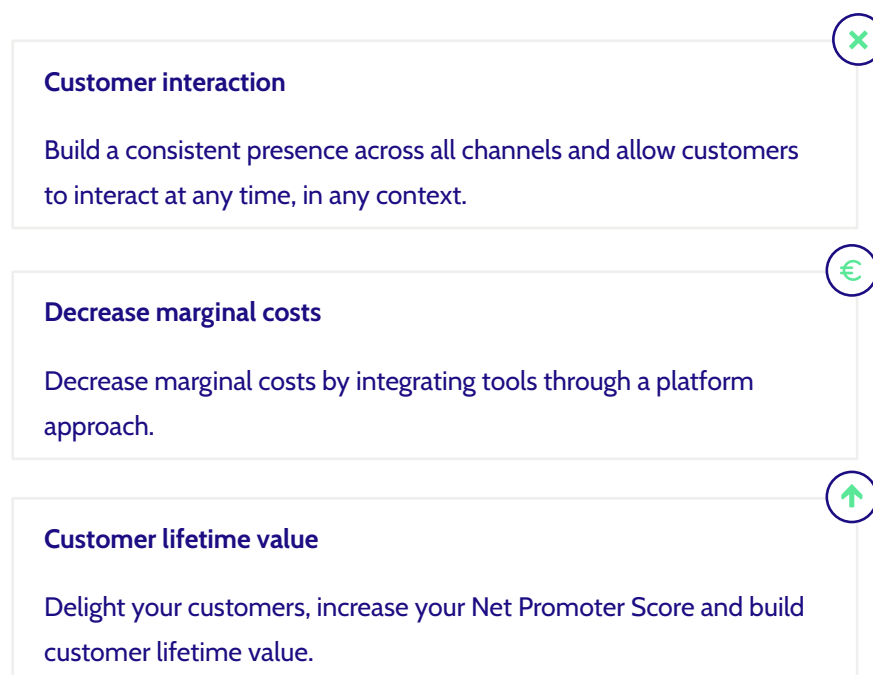 Customer interaction
Build a consistent presence across all channels and allow customers
to interact at any time, in any context.
€
Decrease marginal costs
Decrease marginal costs by integrating tools through a platform
approach.
Customer lifetime value
Delight your customers, increase your Net Promoter Score and build
customer lifetime value.